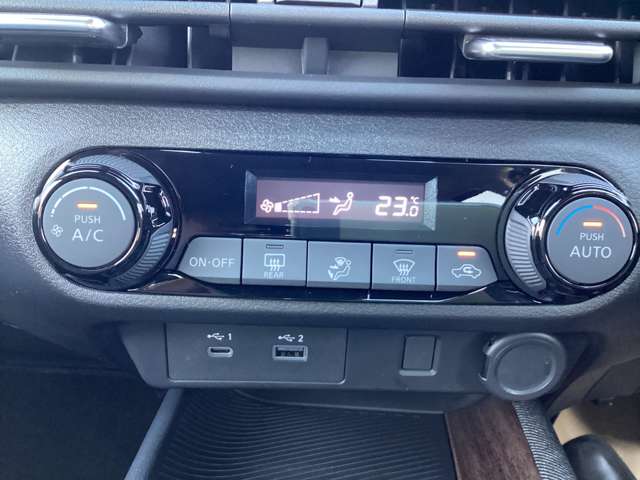 PUSH
A/C
23.0
°C
PUSH
AUTO
ON·OFF
REAR
FRONT
1
2